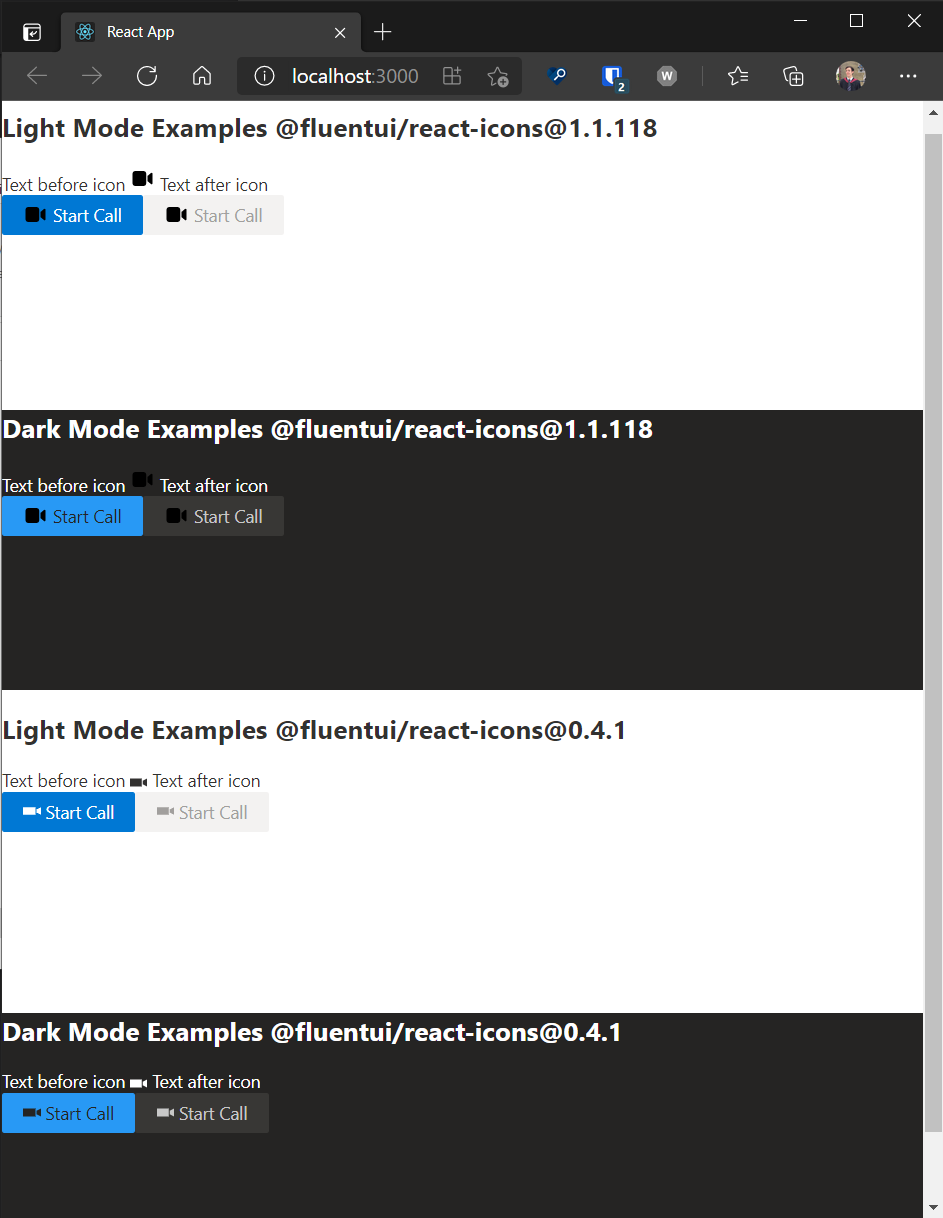 React App
localhost:3000
2
W
Light Mode Examples @fluentui/react-icons@1.1.118
Text before icon Text after icon
Start Call Start Call
Dark Mode Examples @fluentui/react-icons@1.1.118
Text before icon Text after icon
Start Call Start Call
Light Mode Examples @fluentui/react-icons@0.4.1
Text before icon Text after icon
Start Call Start Call
Dark Mode Examples @fluentui/react-icons@0.4.1
Text before icon Text after icon
Start Call Start Call